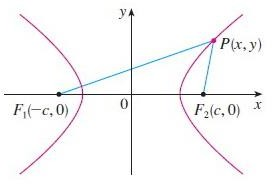 y
P(x, y)
0
F₁(−c, 0)
F₂(c, 0)
x